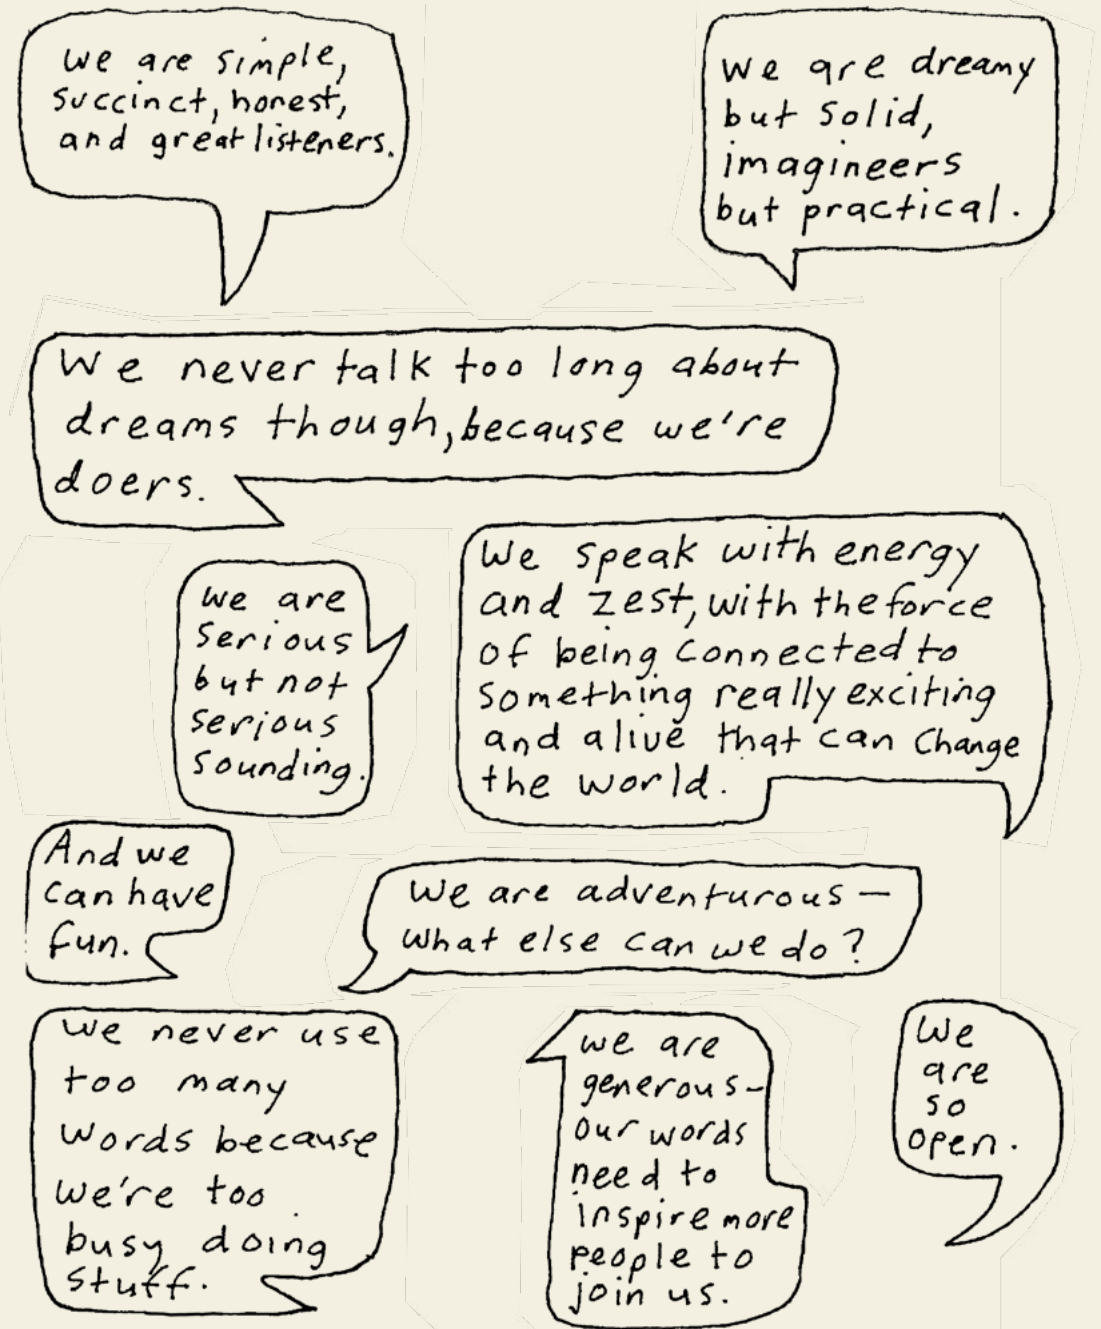 we are simple,
succinct, honest,
and great listeners.
we are dreamy
but solid,
imagineers
but practical.
We never talk too long about
dreams though, because we're
doers.
we are
serious
but not
serious
sounding.
We speak with energy
and zest, with the force
of being connected to
something really exciting
and alive that can change
the world.
And we
can have
fun.
We are adventurous —
what else can we do?
we never use
too many
words because
we're too
busy doing
stuff.
we are
generous-
our words
need to
inspire more
people to
join us.
We
are
so
open.